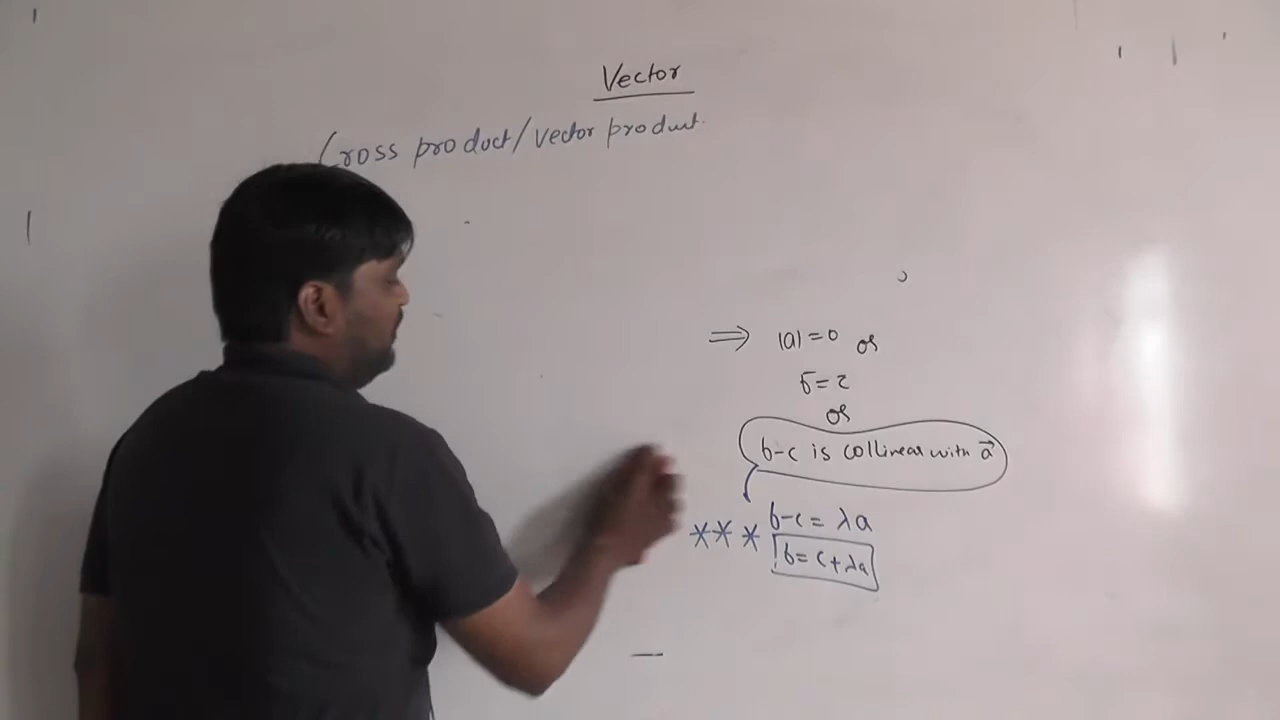 Vector
Cross product/vector product.
⇒ |a|=0 or
b̄=c̄
or
b-c is collinear with a⃗
*** b-c = λa
b= c+λa